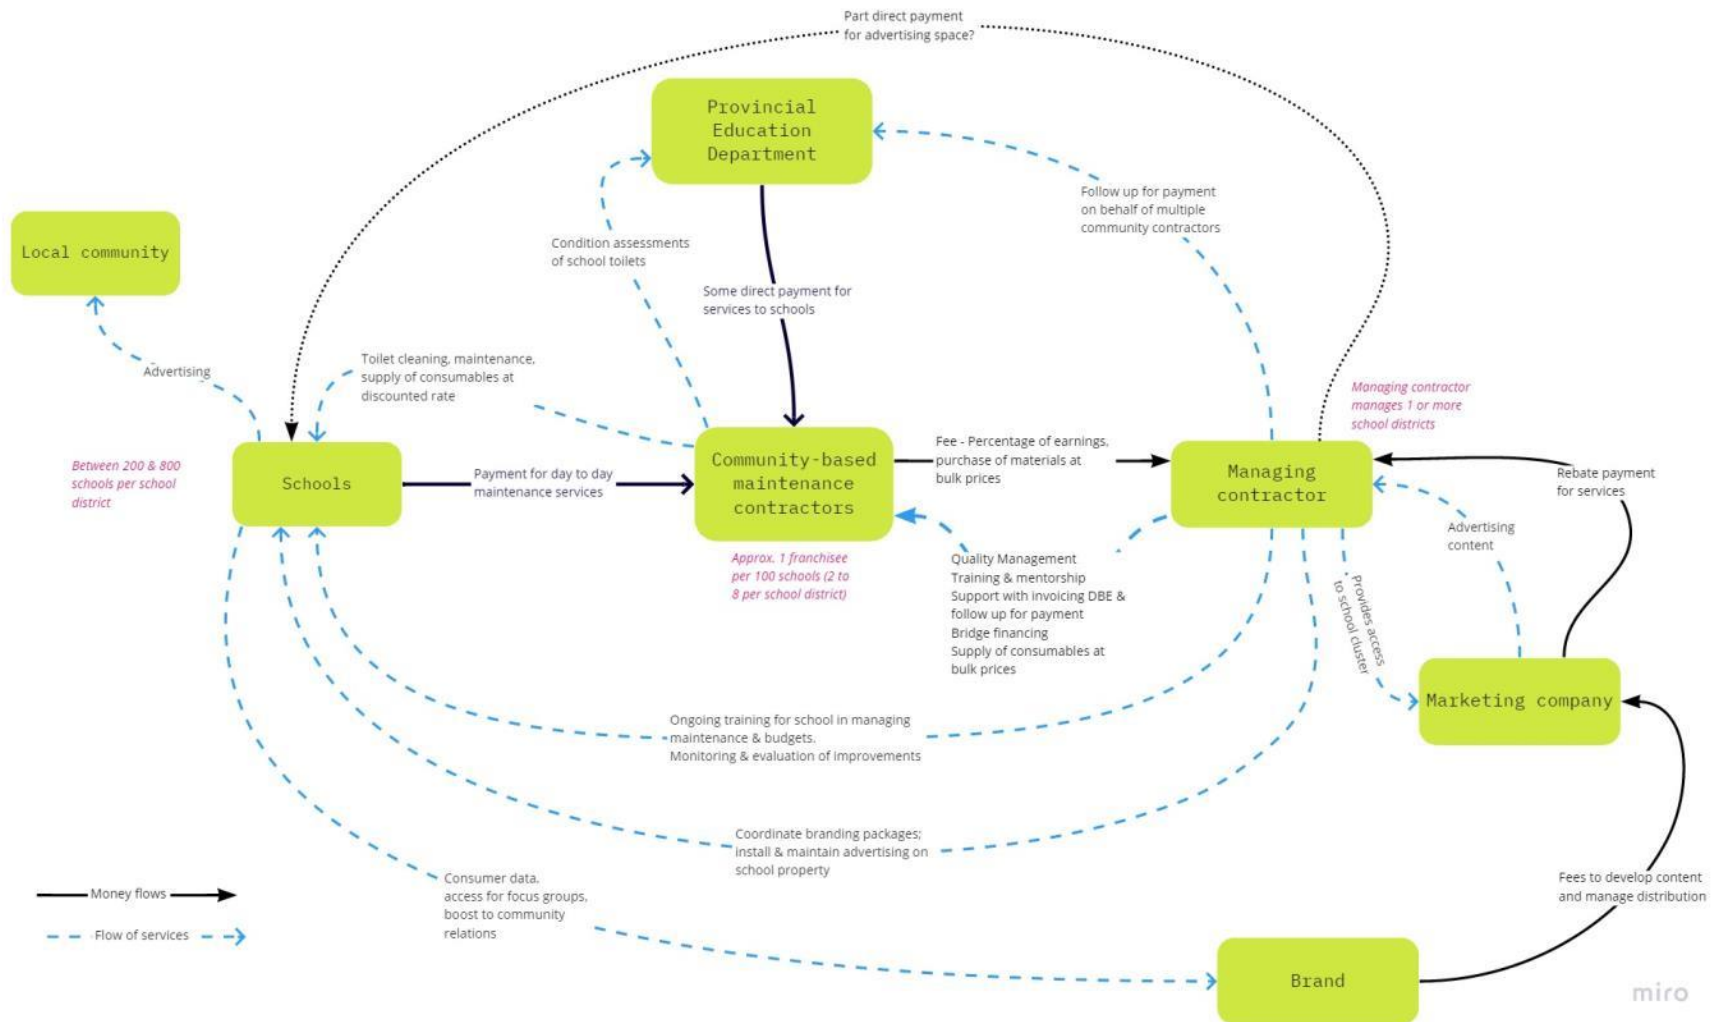 Part direct payment
for advertising space?
Provincial
Education
Department
Follow up for payment
on behalf of multiple
community contractors
Local community
Condition assessments
of school toilets
Some direct payment for
services to schools
Advertising
Toilet cleaning, maintenance,
supply of consumables at
discounted rate
Managing contractor
manages 1 or more
school districts
Between 200 & 800
schools per school
district
Schools
Payment for day to day
maintenance services
Community-based
maintenance
contractors
Fee - Percentage of earnings,
purchase of materials at
bulk prices
Managing
contractor
Rebate payment
for services
Advertising
content
Approx. 1 franchisee
per 100 schools (2 to
8 per school district)
Quality Management
Training & mentorship
Support with invoicing DBE &
follow up for payment
Bridge financing
Supply of consumables at
bulk prices
Provides access
to school cluster
Marketing company
Ongoing training for school in managing
maintenance & budgets.
Monitoring & evaluation of improvements
Coordinate branding packages;
install & maintain advertising on
school property
Consumer data,
access for focus groups,
boost to community
relations
Fees to develop content
and manage distribution
Money flows
Flow of services
Brand
miro